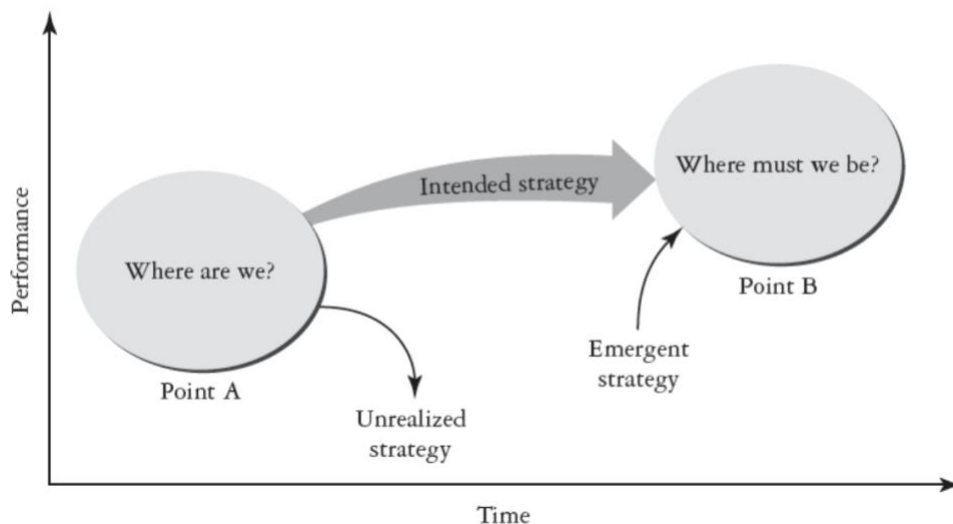 Performance
Where are we?
Point A
Intended strategy
Unrealized
strategy
Where must we be?
Point B
Emergent
strategy
Time